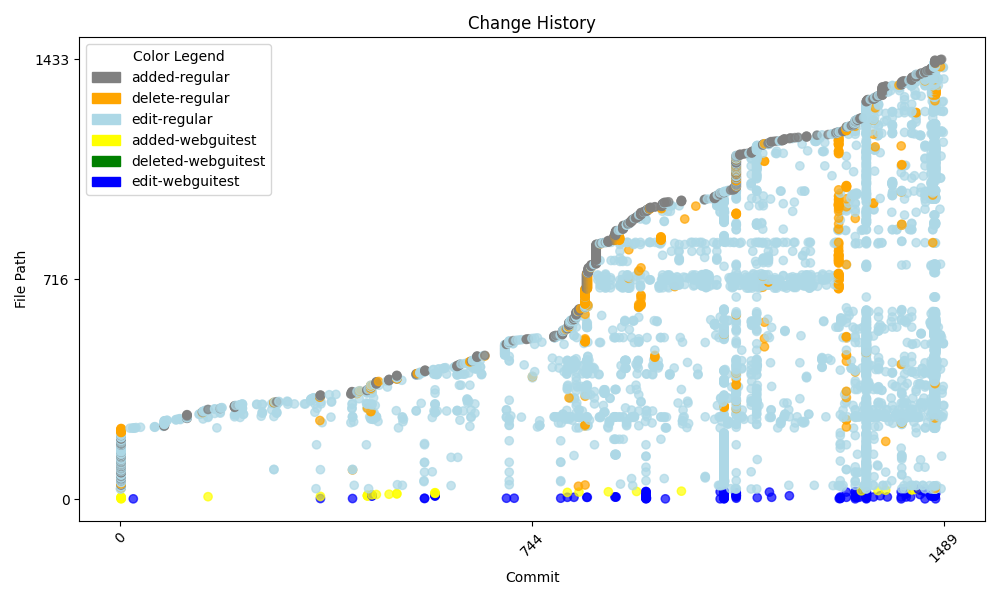 Change History
Color Legend
added-regular
delete-regular
edit-regular
added-webguitest
deleted-webguitest
edit-webguitest
File Path
1433
716
0
0
744
1489
Commit